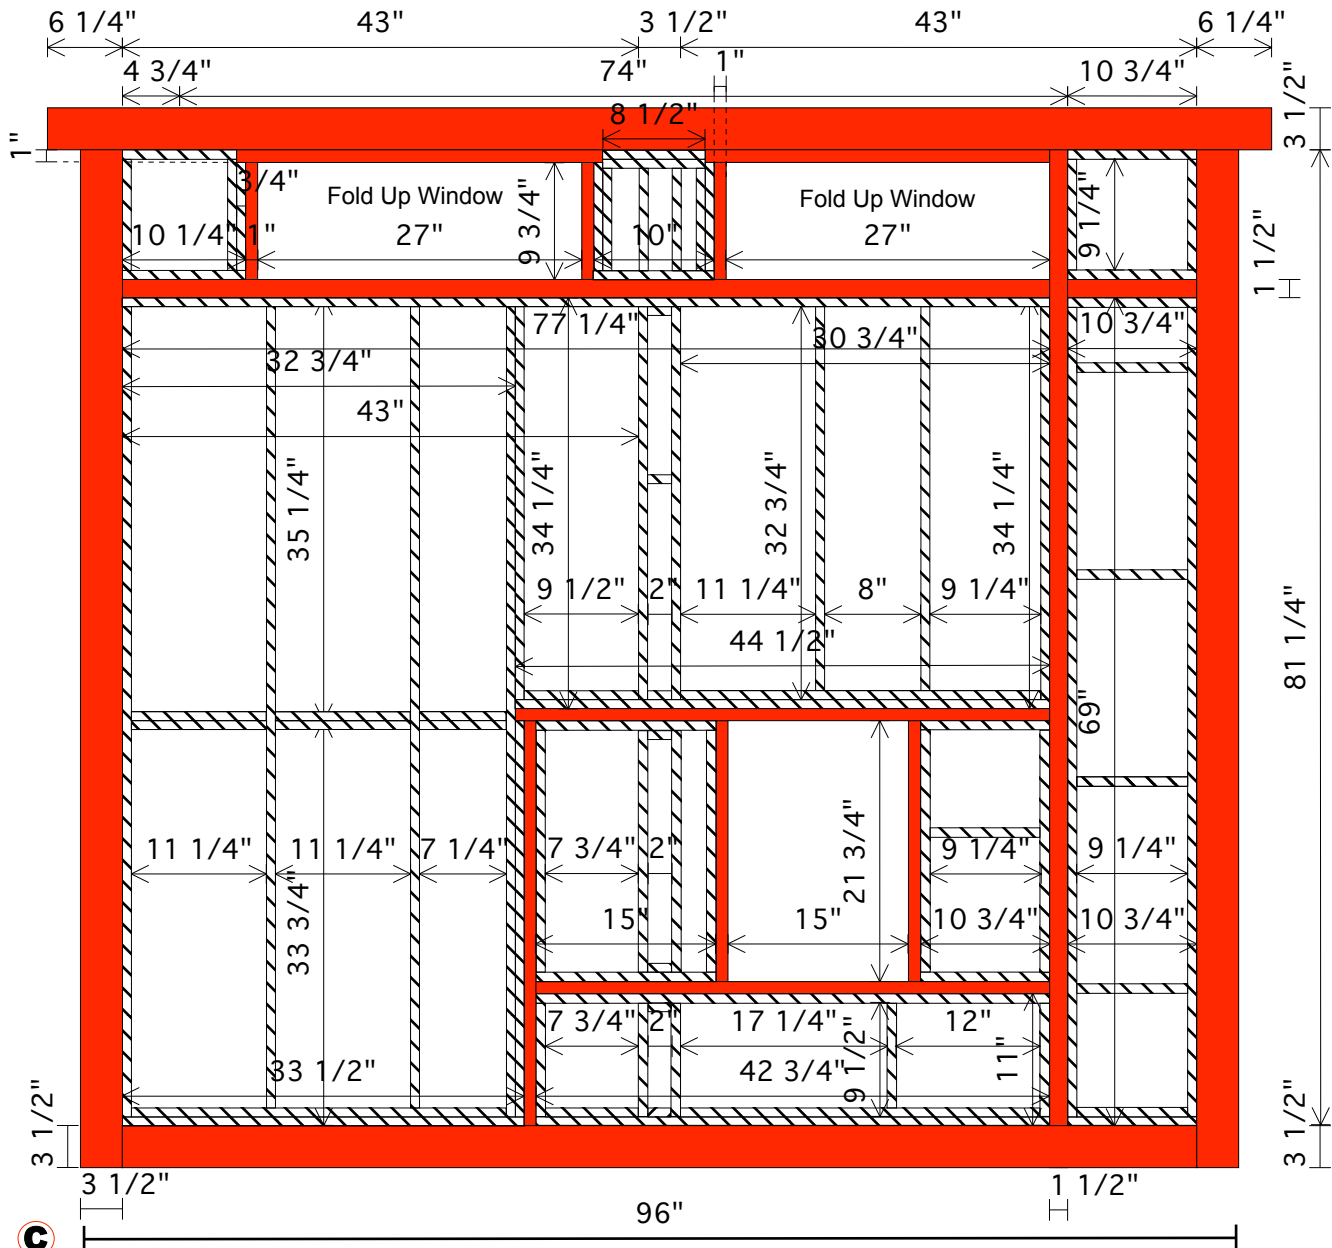 6 1/4" 43" 3 1/2" 43" 6 1/4"
4 3/4" 74" 1" 10 3/4"
8 1/2" 3 1/2"
1"
3/4" Fold Up Window 9 3/4" Fold Up Window 9 1/4"
10 1/4" 1" 27" 10" 27" 1 1/2"
77 1/4" 10 3/4"
32 3/4" 30 3/4"
43"
35 1/4" 34 1/4" 32 3/4" 34 1/4"
9 1/2" 2" 11 1/4" 8" 9 1/4"
44 1/2" 81 1/4"
69"
11 1/4" 11 1/4" 7 1/4" 7 3/4" 2" 21 3/4" 9 1/4" 9 1/4"
33 3/4" 15" 15" 10 3/4" 10 3/4"
7 3/4" 2" 17 1/4" 12"
33 1/2" 42 3/4" 9 1/2" 11"
3 1/2" 3 1/2"
3 1/2" 1 1/2"
96"
C